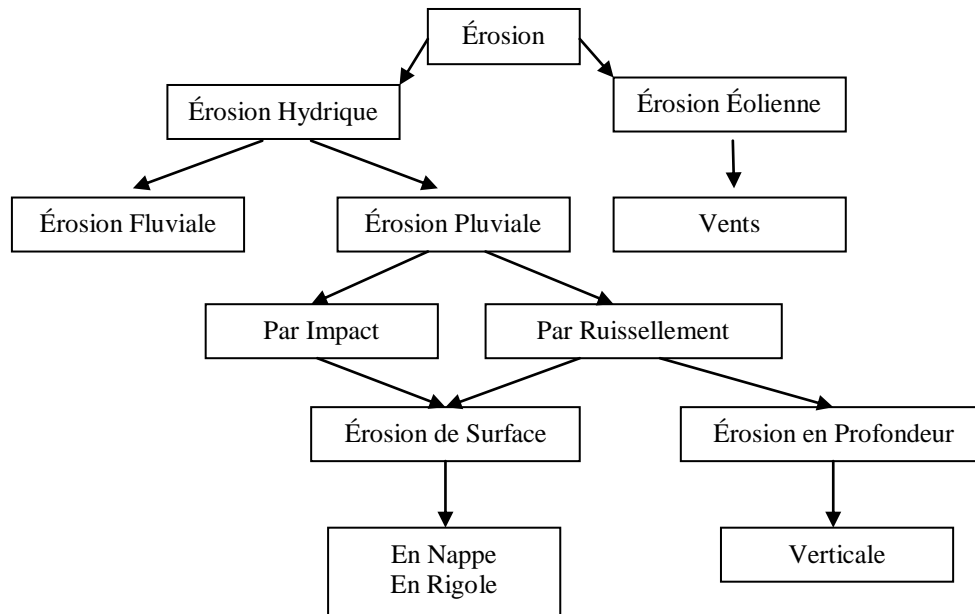 Érosion
Érosion Hydrique
Érosion Éolienne
Érosion Fluviale
Érosion Pluviale
Vents
Par Impact
Par Ruissellement
Érosion de Surface
Érosion en Profondeur
En Nappe
En Rigole
Verticale